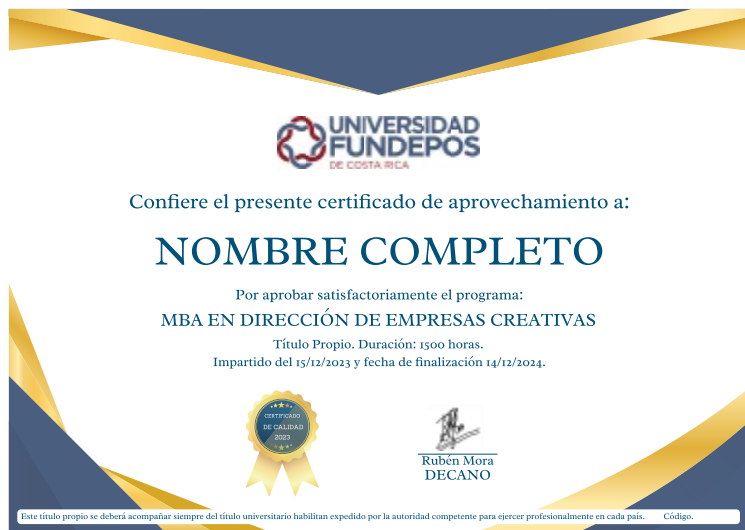 UNIVERSIDAD
FUNDEPOS
DE COSTA RICA
Confiere el presente certificado de aprovechamiento a:
NOMBRE COMPLETO
Por aprobar satisfactoriamente el programa:
MBA EN DIRECCIÓN DE EMPRESAS CREATIVAS
Título Propio. Duración: 1500 horas.
Impartido del 15/12/2023 y fecha de finalización 14/12/2024.
CERTIFICADO
DE CALIDAD
2023
Rubén Mora
DECANO
Este título propio se deberá acompañar siempre del título universitario habilitan expedido por la autoridad competente para ejercer profesionalmente en cada país. Código.